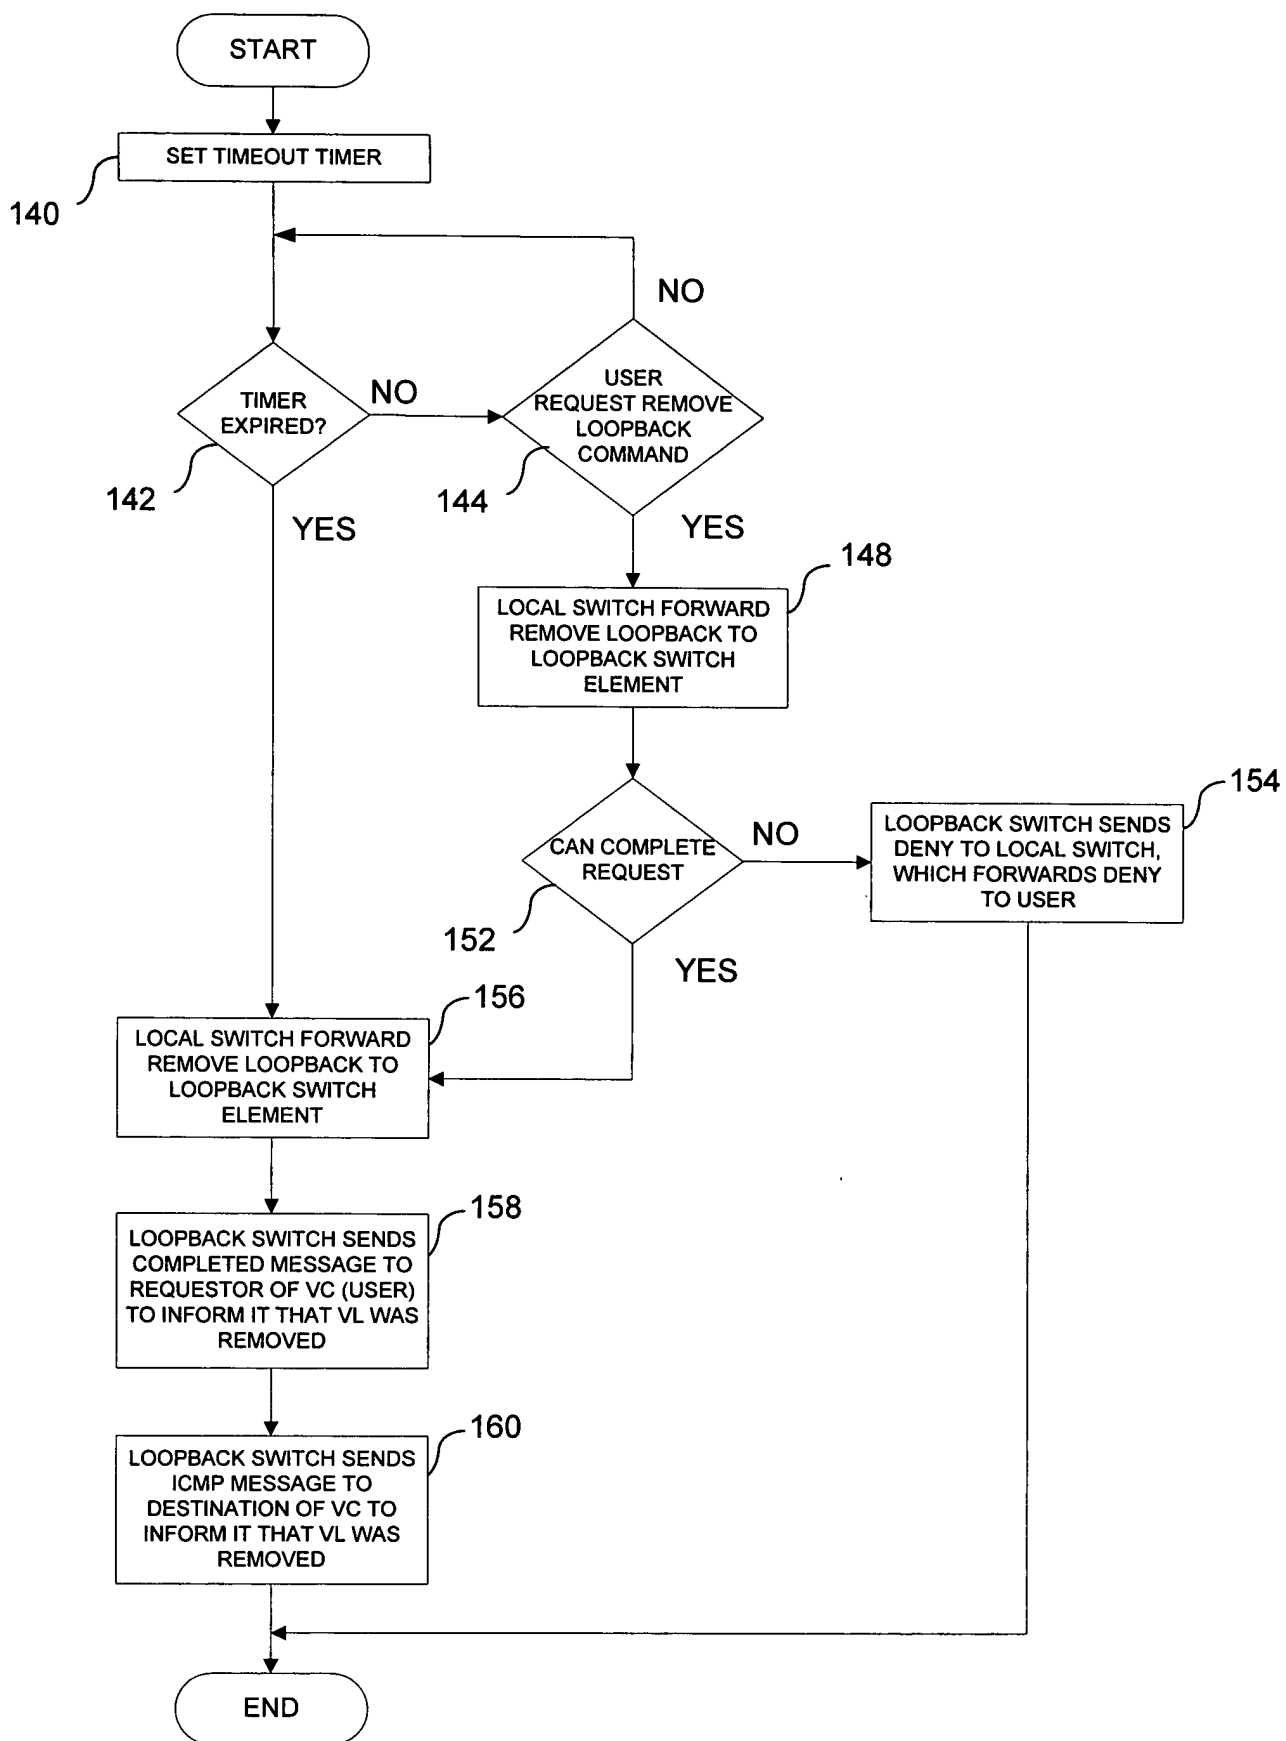 START
SET TIMEOUT TIMER
140
NO
TIMER
EXPIRED?
NO
USER
REQUEST REMOVE
LOOPBACK
COMMAND
142
144
YES
YES
148
LOCAL SWITCH FORWARD
REMOVE LOOPBACK TO
LOOPBACK SWITCH
ELEMENT
CAN COMPLETE
REQUEST
NO
154
LOOPBACK SWITCH SENDS
DENY TO LOCAL SWITCH,
WHICH FORWARDS DENY
TO USER
152
YES
156
LOCAL SWITCH FORWARD
REMOVE LOOPBACK TO
LOOPBACK SWITCH
ELEMENT
158
LOOPBACK SWITCH SENDS
COMPLETED MESSAGE TO
REQUESTOR OF VC (USER)
TO INFORM IT THAT VL WAS
REMOVED
160
LOOPBACK SWITCH SENDS
ICMP MESSAGE TO
DESTINATION OF VC TO
INFORM IT THAT VL WAS
REMOVED
END